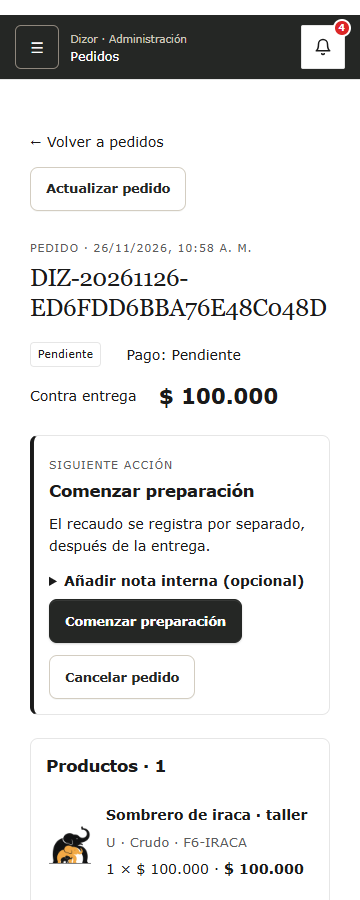 ☰
Dizor · Administración
Pedidos
4
← Volver a pedidos
Actualizar pedido
PEDIDO · 26/11/2026, 10:58 A. M.
DIZ-20261126-
ED6FDD6BBA76E48C048D
Pendiente
Pago: Pendiente
Contra entrega
$ 100.000
SIGUIENTE ACCIÓN
Comenzar preparación
El recaudo se registra por separado,
después de la entrega.
▶ Añadir nota interna (opcional)
Comenzar preparación
Cancelar pedido
Productos · 1
Sombrero de iraca · taller
U · Crudo · F6-IRACA
1 × $ 100.000 · $ 100.000